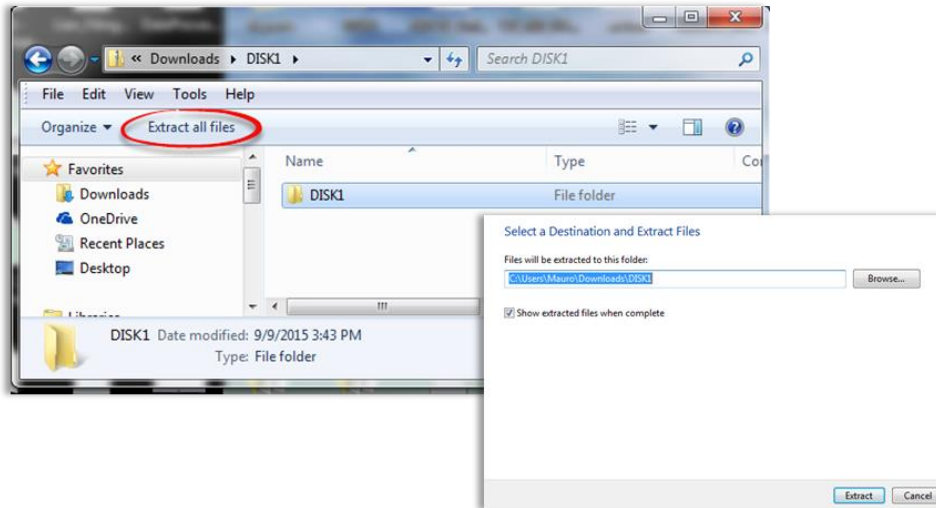 « Downloads ▸ DISK1 ▸
Search DISK1
File Edit View Tools Help
Organize ▾ Extract all files
Favorites
Downloads
OneDrive
Recent Places
Desktop
Libraries
Name Type
DISK1 File folder
DISK1 Date modified: 9/9/2015 3:43 PM
Type: File folder
Select a Destination and Extract Files
Files will be extracted to this folder:
C:\Users\Mauro\Downloads\DISK1
Browse...
Show extracted files when complete
Extract Cancel